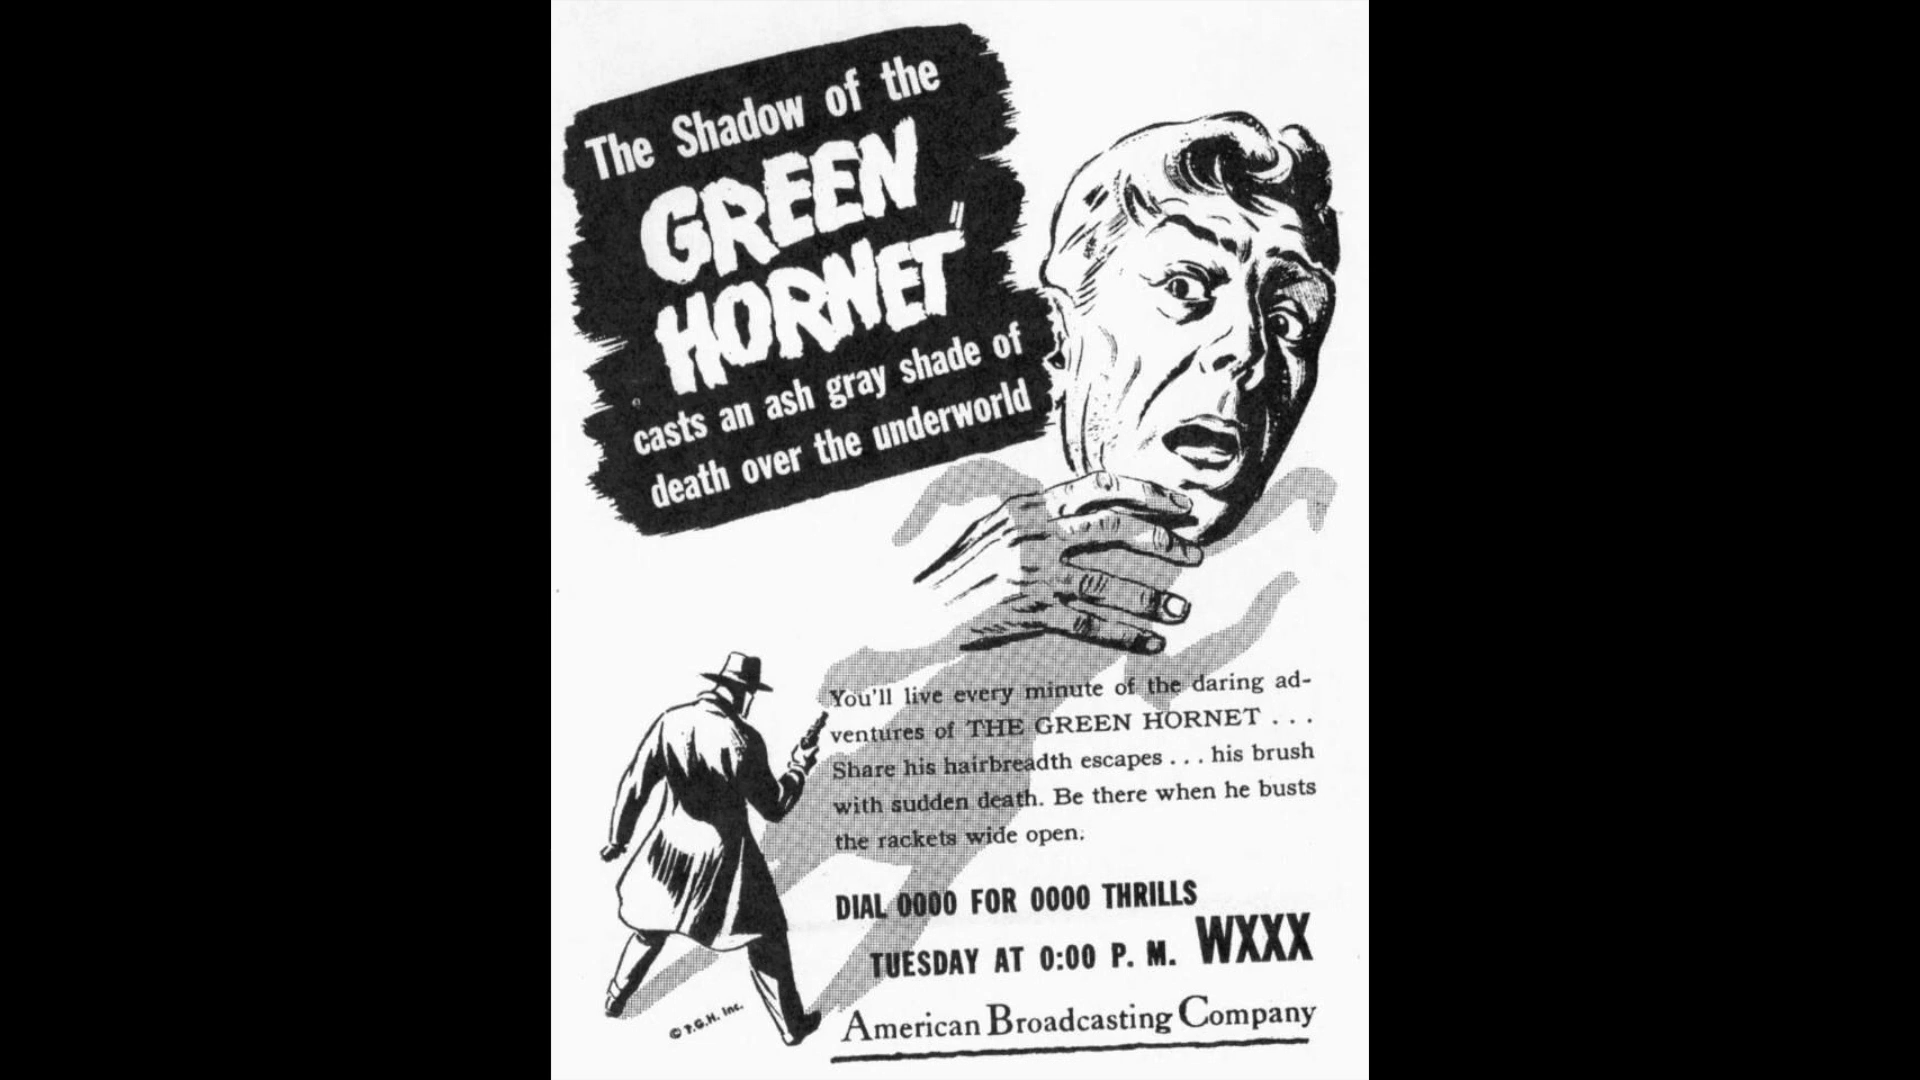 The Shadow of the
GREEN
HORNET"
casts an ash gray shade of
death over the underworld
You'll live every minute of the daring ad-
ventures of THE GREEN HORNET . . .
Share his hairbreadth escapes . . . his brush
with sudden death. Be there when he busts
the rackets wide open.
DIAL 0000 FOR 0000 THRILLS
TUESDAY AT 0:00 P. M. WXXX
© T.G.H. Inc.
American Broadcasting Company